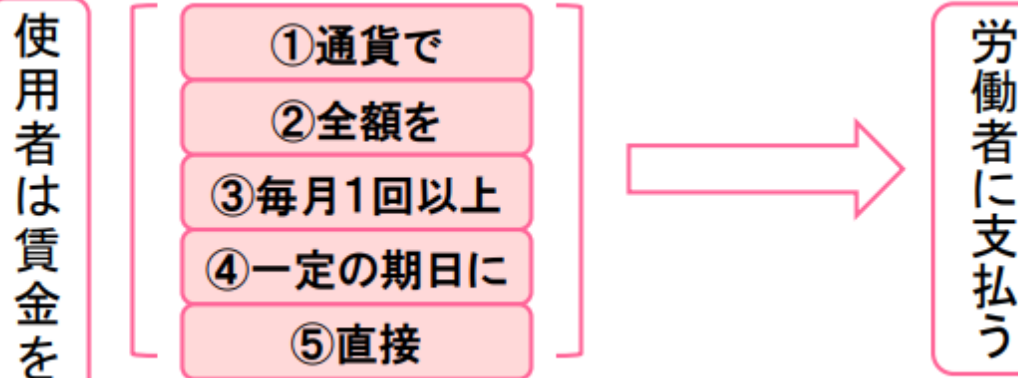 使用者は賃金を
①通貨で
②全額を
③毎月1回以上
④一定の期日に
⑤直接
労働者に支払う